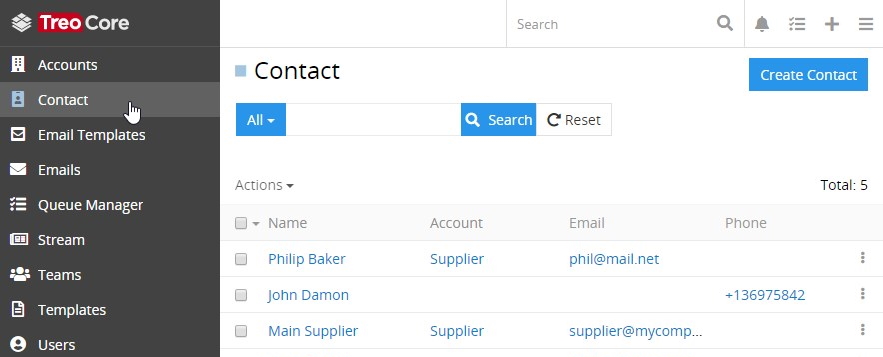 Treo Core
Search
Accounts
Contact
Email Templates
Emails
Queue Manager
Stream
Teams
Templates
Users
Contact
Create Contact
All
Search
Reset
Actions
Total: 5
Name Account Email Phone
Philip Baker Supplier phil@mail.net
John Damon +136975842
Main Supplier Supplier supplier@mycomp...